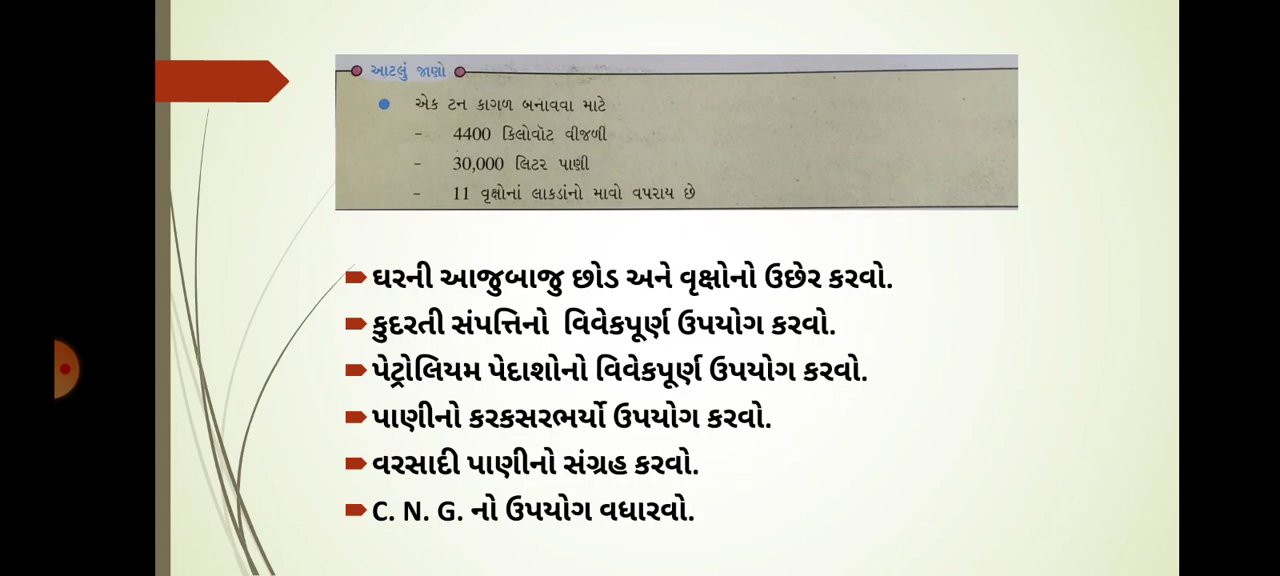 આટલું જાણો
એક ટન કાગળ બનાવવા માટે
- 4400 કિલોવૉટ વીજળી
- 30,000 લિટર પાણી
- 11 વૃક્ષોનાં લાકડાંનો માવો વપરાય છે
ઘરની આજુબાજુ છોડ અને વૃક્ષોનો ઉછેર કરવો.
કુદરતી સંપત્તિનો વિવેકપૂર્ણ ઉપયોગ કરવો.
પેટ્રોલિયમ પેદાશોનો વિવેકપૂર્ણ ઉપયોગ કરવો.
પાણીનો કરકસરભર્યો ઉપયોગ કરવો.
વરસાદી પાણીનો સંગ્રહ કરવો.
C. N. G. નો ઉપયોગ વધારવો.